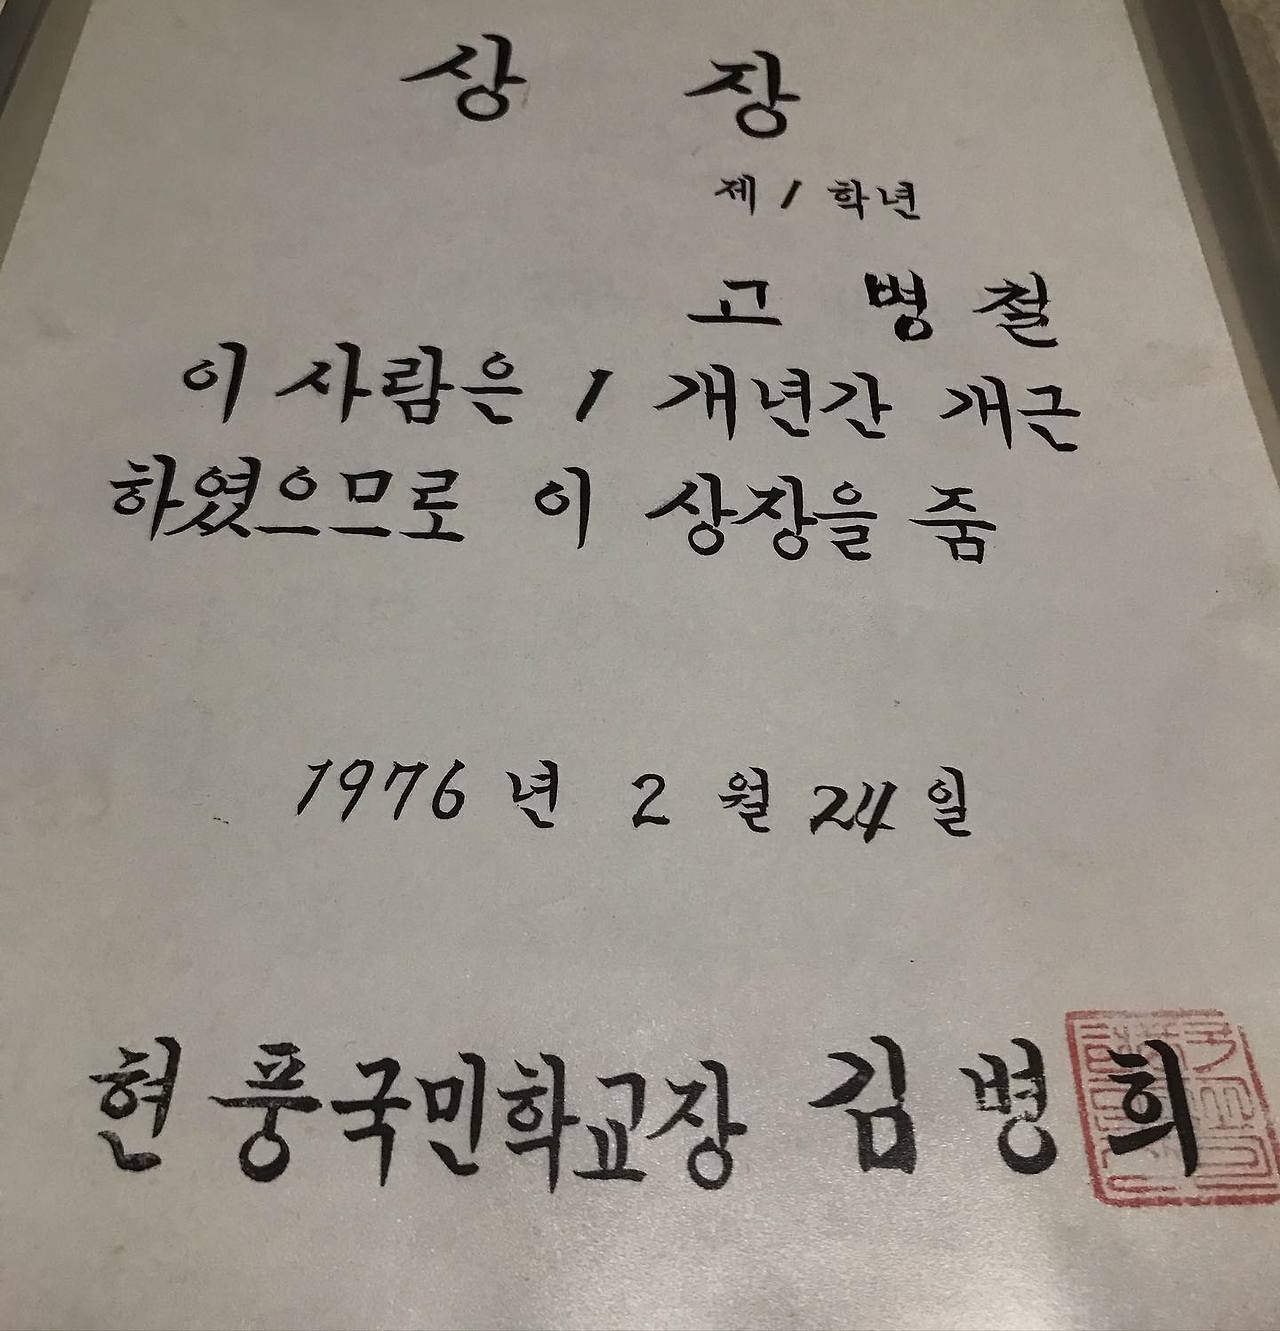 상 장
제 1 학년
고 병 철
이 사람은 1 개년간 개근
하였으므로 이 상장을 줌
1976 년 2 월 24 일
현풍국민학교장 김 병 희